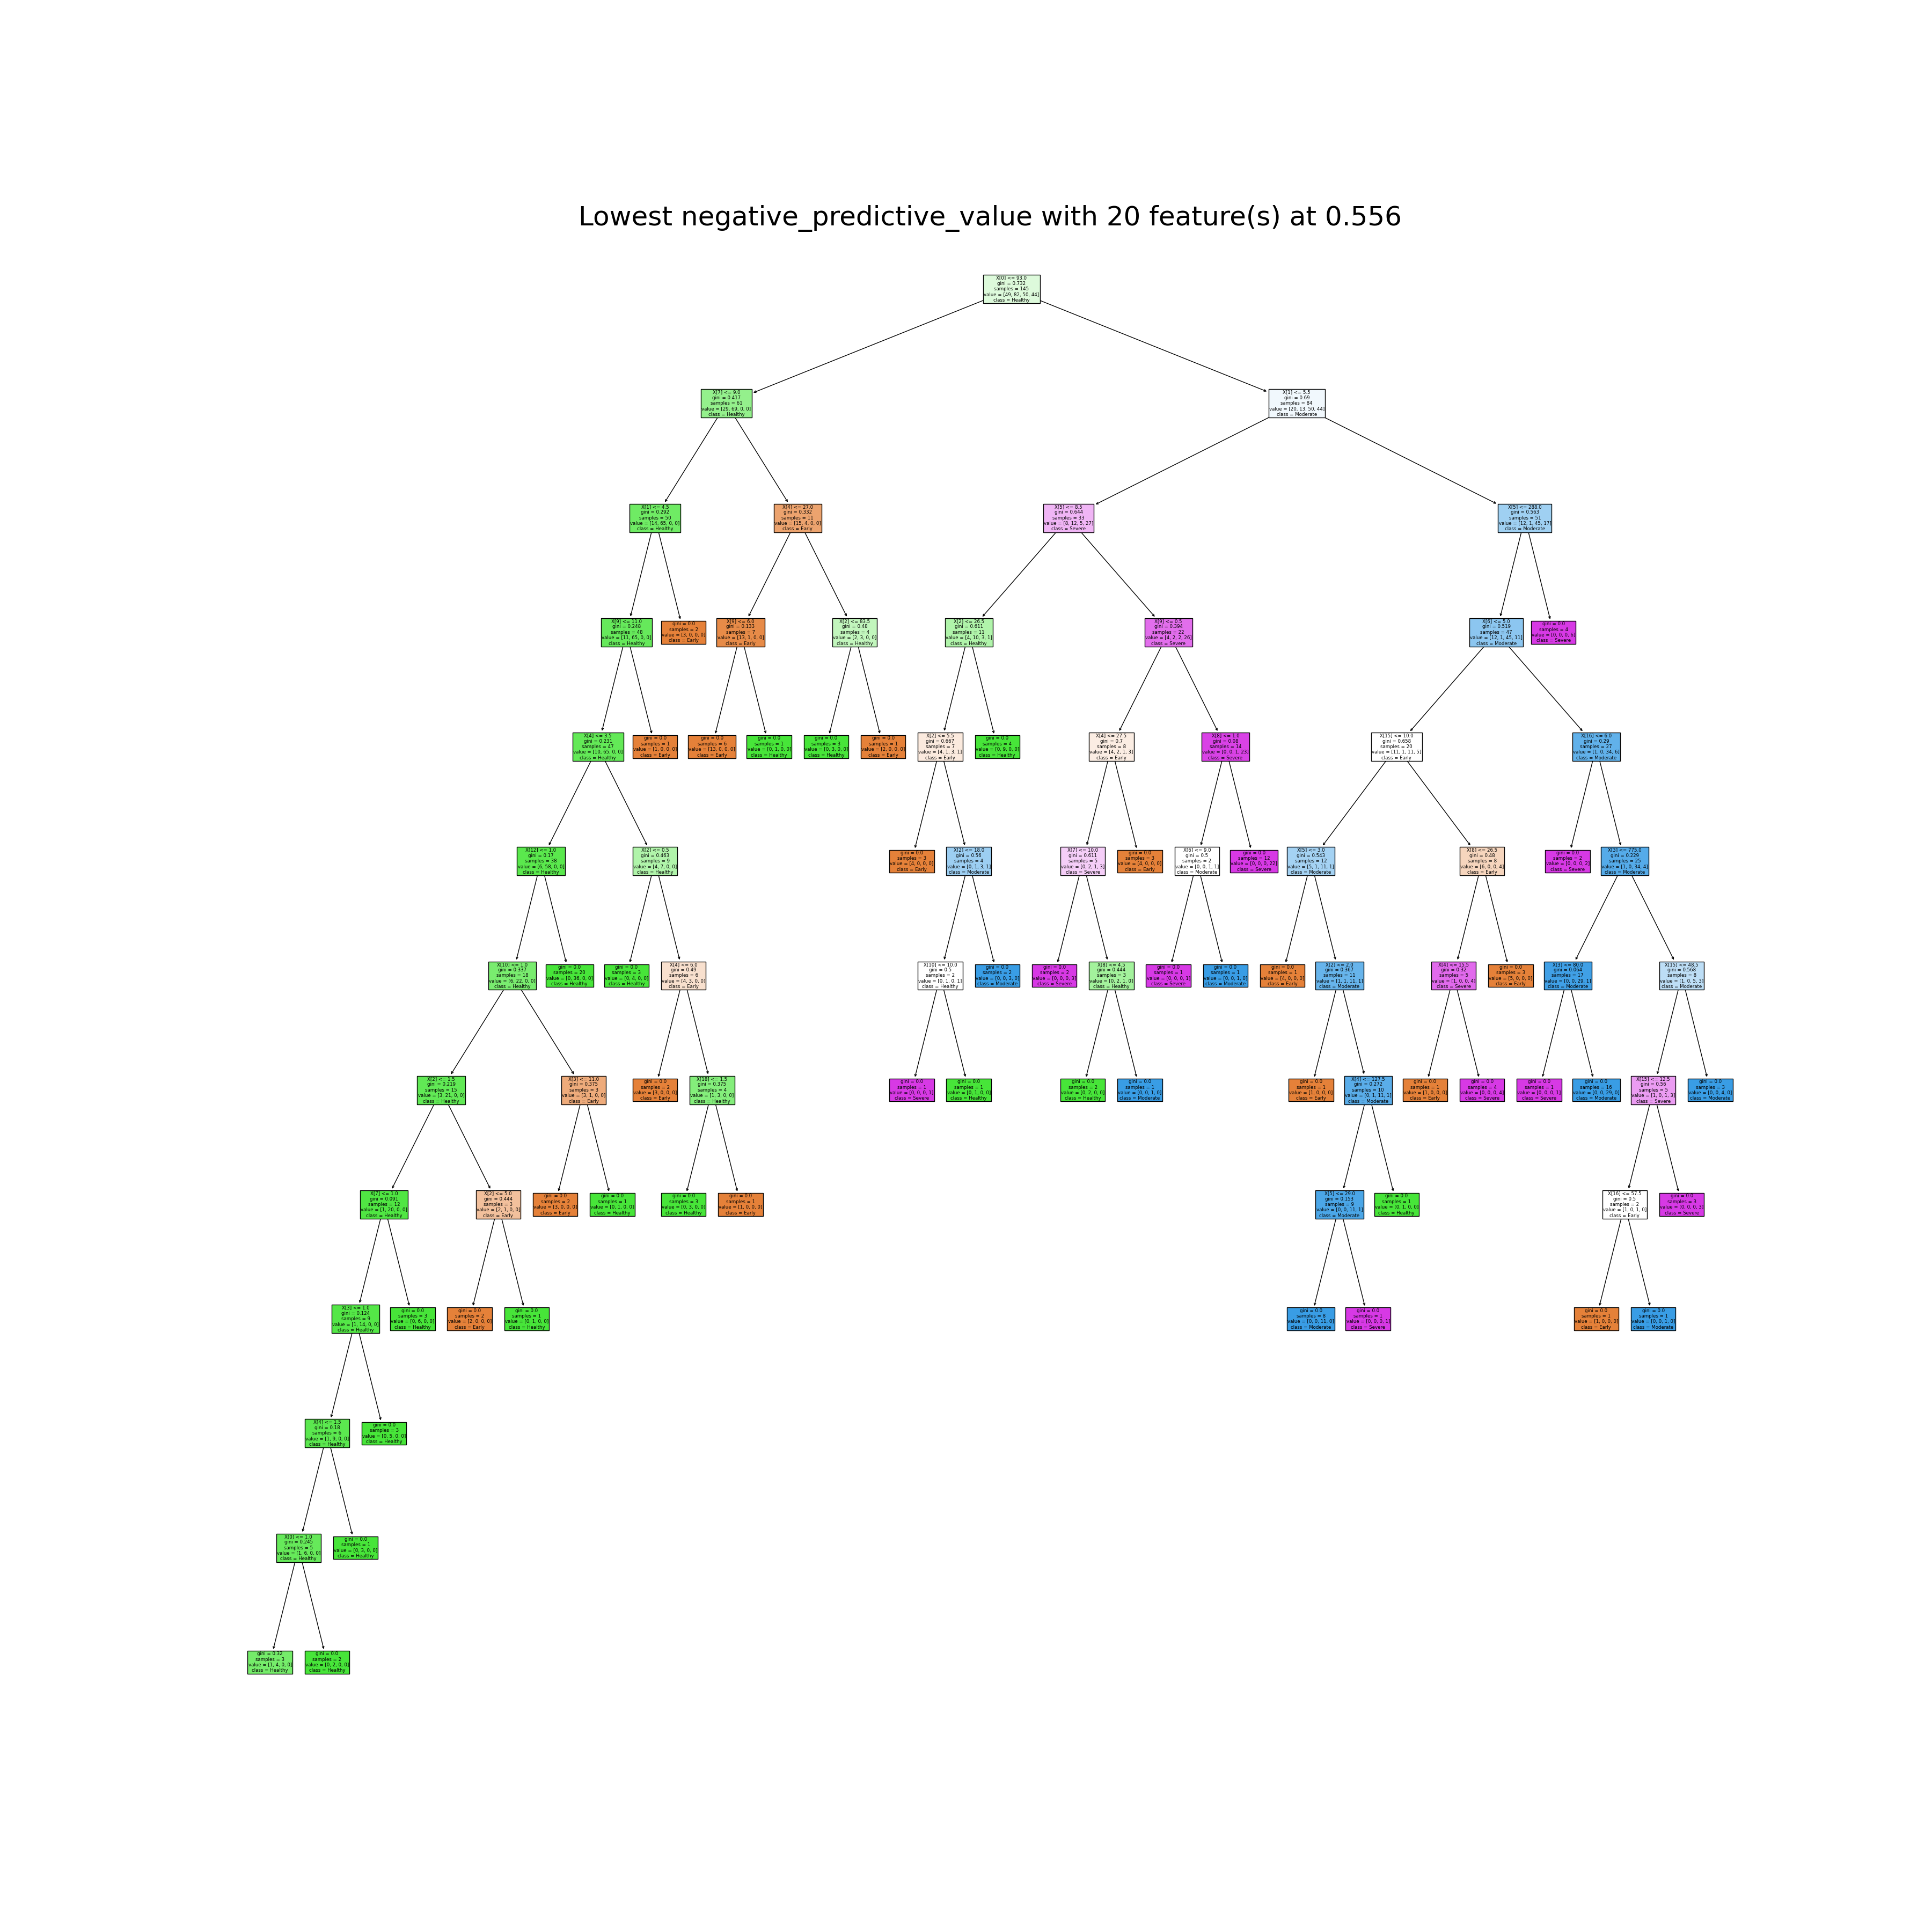 Lowest negative_predictive_value with 20 feature(s) at 0.556
X[0] <= 93.0
gini = 0.732
samples = 145
value = [49, 82, 50, 44]
class = Healthy
X[7] <= 9.0
gini = 0.417
samples = 61
value = [29, 69, 0, 0]
class = Healthy
X[1] <= 5.5
gini = 0.69
samples = 84
value = [20, 13, 50, 44]
class = Moderate
X[1] <= 4.5
gini = 0.292
samples = 50
value = [14, 65, 0, 0]
class = Healthy
X[4] <= 27.0
gini = 0.332
samples = 11
value = [15, 4, 0, 0]
class = Early
X[5] <= 8.5
gini = 0.644
samples = 33
value = [8, 12, 5, 27]
class = Severe
X[5] <= 288.0
gini = 0.563
samples = 51
value = [12, 1, 45, 17]
class = Moderate
gini = 0.248
samples = 48
value = [11, 65, 0, 0]
class = Healthy
gini = 0.0
samples = 2
value = [3, 0, 0, 0]
class = Early
gini = 0.133
samples = 7
value = [13, 1, 0, 0]
class = Early
X[2] <= 83.5
gini = 0.48
samples = 4
value = [2, 3, 0, 0]
class = Healthy
X[2] <= 26.5
gini = 0.611
samples = 11
value = [4, 10, 3, 1]
class = Healthy
X[9] <= 0.5
gini = 0.394
samples = 22
value = [4, 2, 2, 26]
class = Severe
X[6] <= 5.0
gini = 0.519
samples = 47
value = [12, 1, 45, 11]
class = Moderate
gini = 0.0
samples = 4
value = [0, 0, 0, 6]
class = Severe
X[4] <= 3.5
gini = 0.231
samples = 47
value = [10, 65, 0, 0]
class = Healthy
gini = 0.0
samples = 1
value = [1, 0, 0, 0]
class = Early
gini = 0.0
samples = 6
value = [13, 0, 0, 0]
class = Early
gini = 0.0
samples = 1
value = [0, 1, 0, 0]
class = Healthy
gini = 0.0
samples = 3
value = [0, 3, 0, 0]
class = Healthy
gini = 0.0
samples = 1
value = [2, 0, 0, 0]
class = Early
X[2] <= 5.5
gini = 0.667
samples = 7
value = [4, 1, 3, 1]
class = Early
gini = 0.0
samples = 4
value = [0, 9, 0, 0]
class = Healthy
X[4] <= 27.5
gini = 0.7
samples = 8
value = [4, 2, 1, 3]
class = Early
gini = 0.08
samples = 14
value = [0, 0, 1, 23]
class = Severe
X[15] <= 10.0
gini = 0.658
samples = 20
value = [11, 1, 11, 5]
class = Early
X[16] <= 6.0
gini = 0.29
samples = 27
value = [1, 0, 34, 6]
class = Moderate
X[12] <= 1.0
gini = 0.17
samples = 38
value = [6, 58, 0, 0]
class = Healthy
X[2] <= 0.5
gini = 0.463
samples = 9
value = [4, 7, 0, 0]
class = Healthy
gini = 0.0
samples = 3
value = [4, 0, 0, 0]
class = Early
X[2] <= 18.0
gini = 0.56
samples = 4
value = [0, 1, 3, 1]
class = Moderate
X[7] <= 10.0
gini = 0.611
samples = 5
value = [0, 2, 1, 3]
class = Severe
gini = 0.0
samples = 3
value = [4, 0, 0, 0]
class = Early
X[6] <= 9.0
gini = 0.5
samples = 2
value = [0, 0, 1, 1]
class = Moderate
gini = 0.0
samples = 12
value = [0, 0, 0, 22]
class = Severe
X[5] <= 3.0
gini = 0.543
samples = 12
value = [5, 1, 11, 1]
class = Moderate
X[8] <= 26.5
gini = 0.48
samples = 8
value = [6, 0, 0, 4]
class = Early
gini = 0.0
samples = 2
value = [0, 0, 0, 2]
class = Severe
X[3] <= 775.0
gini = 0.229
samples = 25
value = [1, 0, 34, 4]
class = Moderate
X[10] <= 1.0
gini = 0.337
samples = 18
value = [6, 22, 0, 0]
class = Healthy
gini = 0.0
samples = 20
value = [0, 36, 0, 0]
class = Healthy
gini = 0.0
samples = 3
value = [0, 4, 0, 0]
class = Healthy
X[4] <= 6.0
gini = 0.49
samples = 6
value = [4, 3, 0, 0]
class = Early
X[10] <= 10.0
gini = 0.5
samples = 2
value = [0, 1, 0, 1]
class = Healthy
gini = 0.0
samples = 2
value = [0, 0, 3, 0]
class = Moderate
gini = 0.0
samples = 2
value = [0, 0, 0, 3]
class = Severe
X[8] <= 4.5
gini = 0.444
samples = 3
value = [0, 2, 1, 0]
class = Healthy
gini = 0.0
samples = 1
value = [0, 0, 0, 1]
class = Severe
gini = 0.0
samples = 1
value = [0, 0, 1, 0]
class = Moderate
gini = 0.0
samples = 1
value = [4, 0, 0, 0]
class = Early
X[2] <= 2.0
gini = 0.367
samples = 11
value = [1, 1, 11, 1]
class = Moderate
X[4] <= 15.5
gini = 0.32
samples = 5
value = [1, 0, 0, 4]
class = Severe
gini = 0.0
samples = 3
value = [5, 0, 0, 0]
class = Early
X[3] <= 80.0
gini = 0.064
samples = 17
value = [0, 0, 29, 1]
class = Moderate
X[15] <= 48.5
gini = 0.568
samples = 8
value = [1, 0, 5, 3]
class = Moderate
X[2] <= 1.5
gini = 0.219
samples = 15
value = [3, 21, 0, 0]
class = Healthy
X[3] <= 11.0
gini = 0.375
samples = 3
value = [3, 1, 0, 0]
class = Early
gini = 0.0
samples = 2
value = [3, 0, 0, 0]
class = Early
X[18] <= 1.5
gini = 0.375
samples = 4
value = [1, 3, 0, 0]
class = Healthy
gini = 0.0
samples = 1
value = [0, 0, 0, 1]
class = Severe
gini = 0.0
samples = 1
value = [0, 1, 0, 0]
class = Healthy
gini = 0.0
samples = 2
value = [0, 2, 0, 0]
class = Healthy
gini = 0.0
samples = 1
value = [0, 0, 1, 0]
class = Moderate
gini = 0.0
samples = 1
value = [1, 0, 0, 0]
class = Early
X[6] <= 127.5
gini = 0.272
samples = 10
value = [0, 1, 11, 1]
class = Moderate
gini = 0.0
samples = 1
value = [1, 0, 0, 0]
class = Early
gini = 0.0
samples = 4
value = [0, 0, 0, 4]
class = Severe
gini = 0.0
samples = 1
value = [0, 0, 0, 1]
class = Severe
gini = 0.0
samples = 16
value = [0, 0, 29, 0]
class = Moderate
X[15] <= 12.5
gini = 0.56
samples = 5
value = [1, 0, 1, 3]
class = Severe
gini = 0.0
samples = 3
value = [0, 0, 4, 0]
class = Moderate
X[7] <= 1.0
gini = 0.091
samples = 12
value = [1, 20, 0, 0]
class = Healthy
X[2] <= 5.0
gini = 0.444
samples = 3
value = [2, 1, 0, 0]
class = Early
gini = 0.0
samples = 2
value = [3, 0, 0, 0]
class = Early
gini = 0.0
samples = 1
value = [0, 1, 0, 0]
class = Healthy
gini = 0.0
samples = 3
value = [0, 3, 0, 0]
class = Healthy
gini = 0.0
samples = 1
value = [1, 0, 0, 0]
class = Early
X[5] <= 29.0
gini = 0.153
samples = 9
value = [0, 0, 11, 1]
class = Moderate
gini = 0.0
samples = 1
value = [0, 1, 0, 0]
class = Healthy
X[16] <= 57.5
gini = 0.5
samples = 2
value = [1, 0, 1, 0]
class = Early
gini = 0.0
samples = 3
value = [0, 0, 0, 3]
class = Severe
X[3] <= 1.0
gini = 0.124
samples = 9
value = [1, 14, 0, 0]
class = Healthy
gini = 0.0
samples = 3
value = [0, 6, 0, 0]
class = Healthy
gini = 0.0
samples = 2
value = [2, 0, 0, 0]
class = Early
gini = 0.0
samples = 1
value = [0, 1, 0, 0]
class = Healthy
gini = 0.0
samples = 8
value = [0, 0, 11, 0]
class = Moderate
gini = 0.0
samples = 1
value = [0, 0, 0, 1]
class = Severe
gini = 0.0
samples = 1
value = [1, 0, 0, 0]
class = Early
gini = 0.0
samples = 1
value = [0, 0, 1, 0]
class = Moderate
X[4] <= 1.5
gini = 0.18
samples = 6
value = [1, 9, 0, 0]
class = Healthy
gini = 0.0
samples = 3
value = [0, 5, 0, 0]
class = Healthy
X[0] <= 1.0
gini = 0.245
samples = 5
value = [1, 6, 0, 0]
class = Healthy
gini = 0.0
samples = 1
value = [0, 3, 0, 0]
class = Healthy
gini = 0.32
samples = 3
value = [1, 4, 0, 0]
class = Healthy
gini = 0.0
samples = 2
value = [0, 2, 0, 0]
class = Healthy